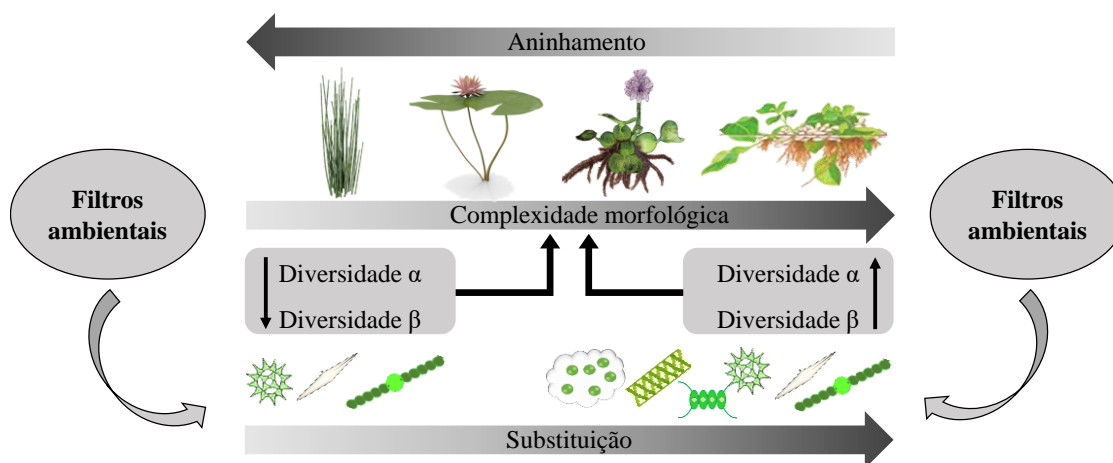 Aninhamento
Filtros
ambientais
Complexidade morfológica
Filtros
ambientais
Diversidade α
Diversidade β
Diversidade α
Diversidade β
Substituição